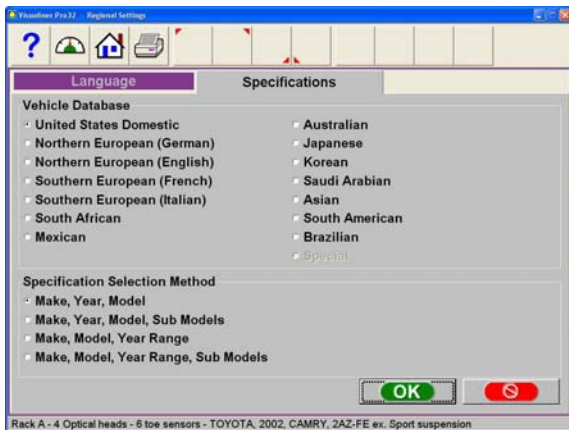 Visualiner Pro32 - Regional Settings
?
Language
Specifications
Vehicle Database
United States Domestic
Northern European (German)
Northern European (English)
Southern European (French)
Southern European (Italian)
South African
Mexican
Australian
Japanese
Korean
Saudi Arabian
Asian
South American
Brazilian
Special
Specification Selection Method
Make, Year, Model
Make, Year, Model, Sub Models
Make, Model, Year Range
Make, Model, Year Range, Sub Models
OK
Rack A - 4 Optical heads - 6 toe sensors - TOYOTA, 2002, CAMRY, 2AZ-FE ex. Sport suspension